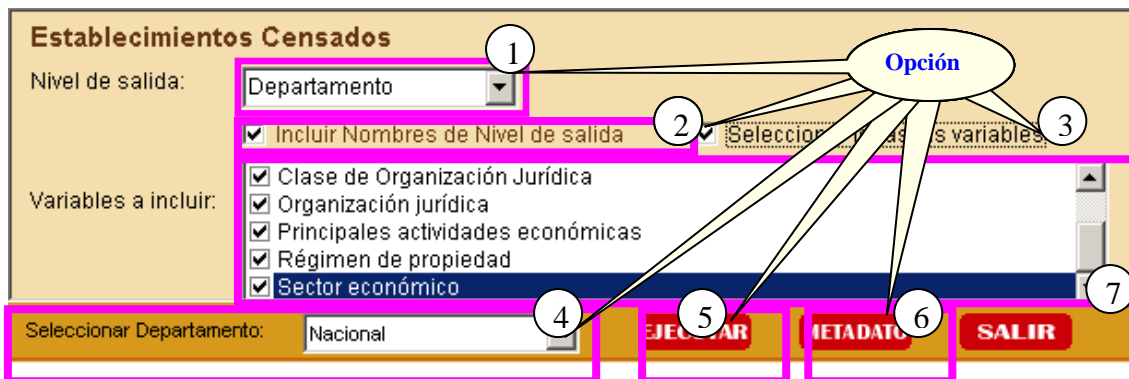 Establecimientos Censados
1
Opción
Nivel de salida:
Departamento
Incluir Nombres de Nivel de salida
2
variables
3
Variables a incluir:
Clase de Organización Jurídica
Organización jurídica
Principales actividades económicas
Régimen de propiedad
Sector económico
7
Seleccionar Departamento:
Nacional
4
5
METADATO
6
SALIR